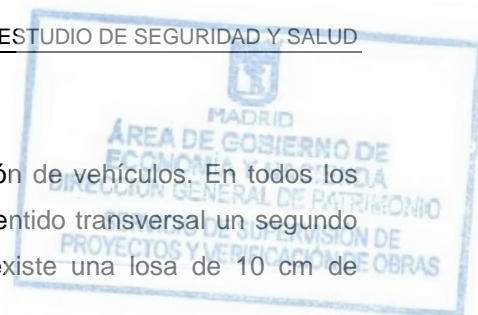 ESTUDIO DE SEGURIDAD Y SALUD
MADRID
ÁREA DE GOBIERNO DE
ECONOMÍA Y HACIENDA
DIRECCIÓN GENERAL DE PATRIMONIO
SUPERVISIÓN DE
PROYECTOS Y VERIFICACIÓN DE OBRAS
ón de vehículos. En todos los
entido transversal un segundo
existe una losa de 10 cm de